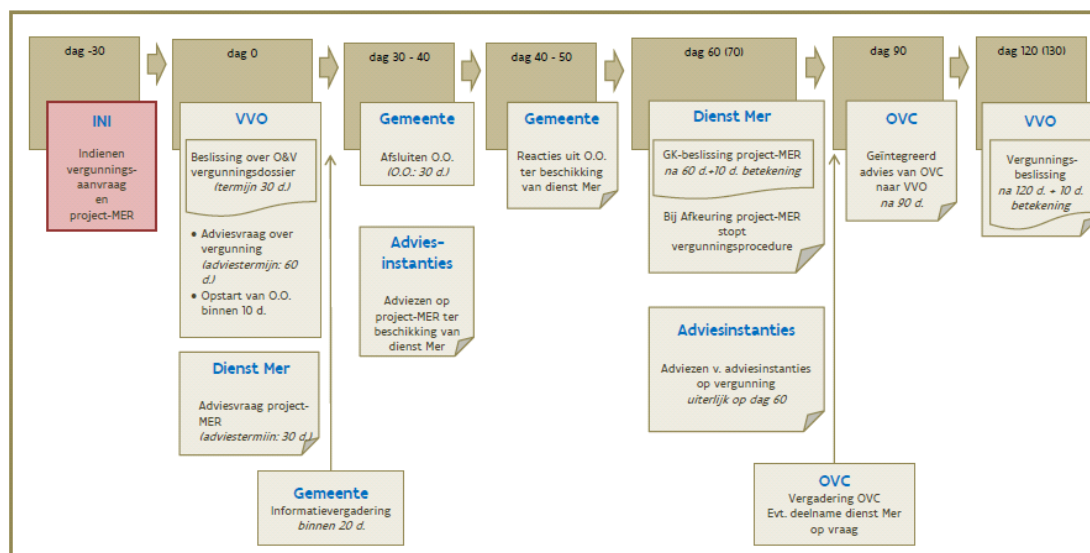 dag -30
dag 0
dag 30 - 40
dag 40 - 50
dag 60 (70)
dag 90
dag 120 (130)
INI
Indienen
vergunnings-
aanvraag
en
project-MER
VVO
Beslissing over O&V
vergunningsdossier
(termijn 30 d.)
• Adviesvraag over
vergunning
(adviestermijn: 60
d.)
• Opstart van O.O.
binnen 10 d.
Dienst Mer
Adviesvraag project-
MER
(adviestermijn: 30 d.)
Gemeente
Informatievergadering
binnen 20 d.
Gemeente
Afsluiten O.O.
(O.O.: 30 d.)
Advies-
instanties
Adviezen op
project-MER ter
beschikking van
dienst Mer
Gemeente
Reacties uit O.O.
ter beschikking
van dienst Mer
Dienst Mer
GK-beslissing project-MER
na 60 d.+10 d. betekening
Bij Afkeuring project-MER
stopt
vergunningsprocedure
Adviesinstanties
Adviezen v. adviesinstanties
op vergunning
uiterlijk op dag 60
OVC
Vergadering OVC
Evt. deelname dienst Mer
op vraag
OVC
Geïntegreerd
advies van OVC
naar VVO
na 90 d.
VVO
Vergunnings-
beslissing
na 120 d. + 10 d.
betekening